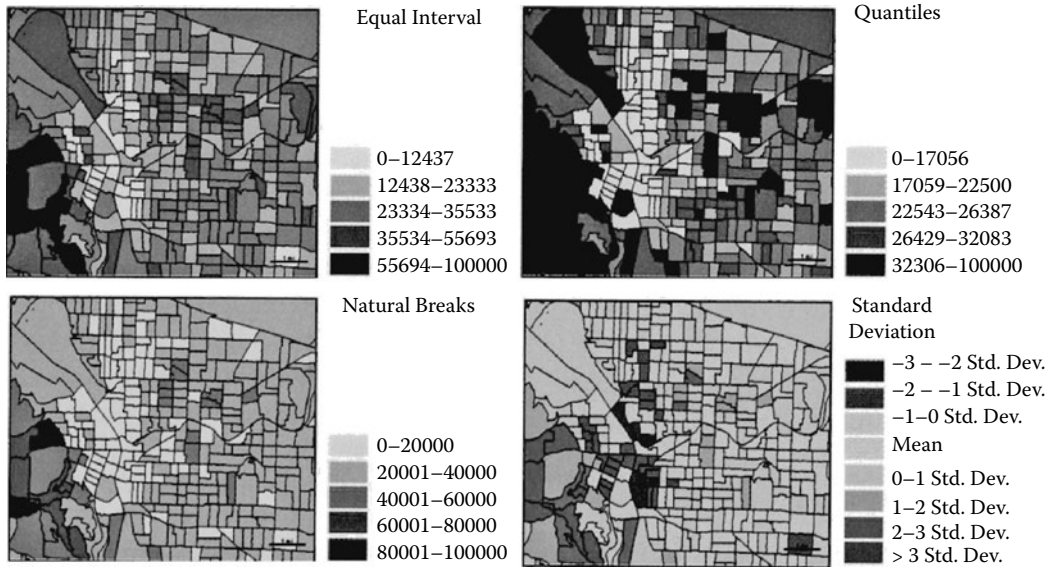 Equal Interval
0–12437
12438–23333
23334–35533
35534–55693
55694–100000
Quantiles
0–17056
17059–22500
22543–26387
26429–32083
32306–100000
Natural Breaks
0–20000
20001–40000
40001–60000
60001–80000
80001–100000
Standard
Deviation
–3 – –2 Std. Dev.
–2 – –1 Std. Dev.
–1–0 Std. Dev.
Mean
0–1 Std. Dev.
1–2 Std. Dev.
2–3 Std. Dev.
> 3 Std. Dev.